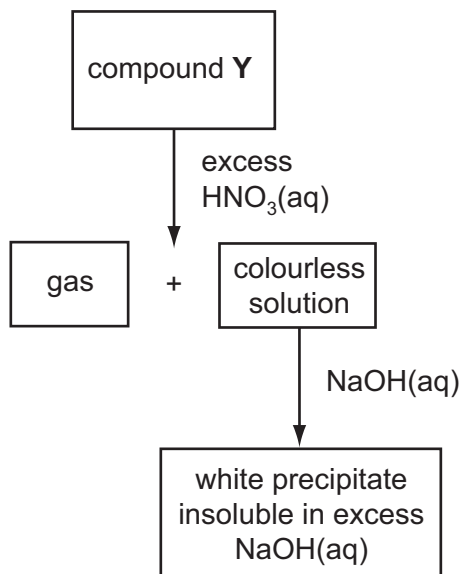 compound Y
excess
HNO₃(aq)
gas
+
colourless
solution
NaOH(aq)
white precipitate
insoluble in excess
NaOH(aq)